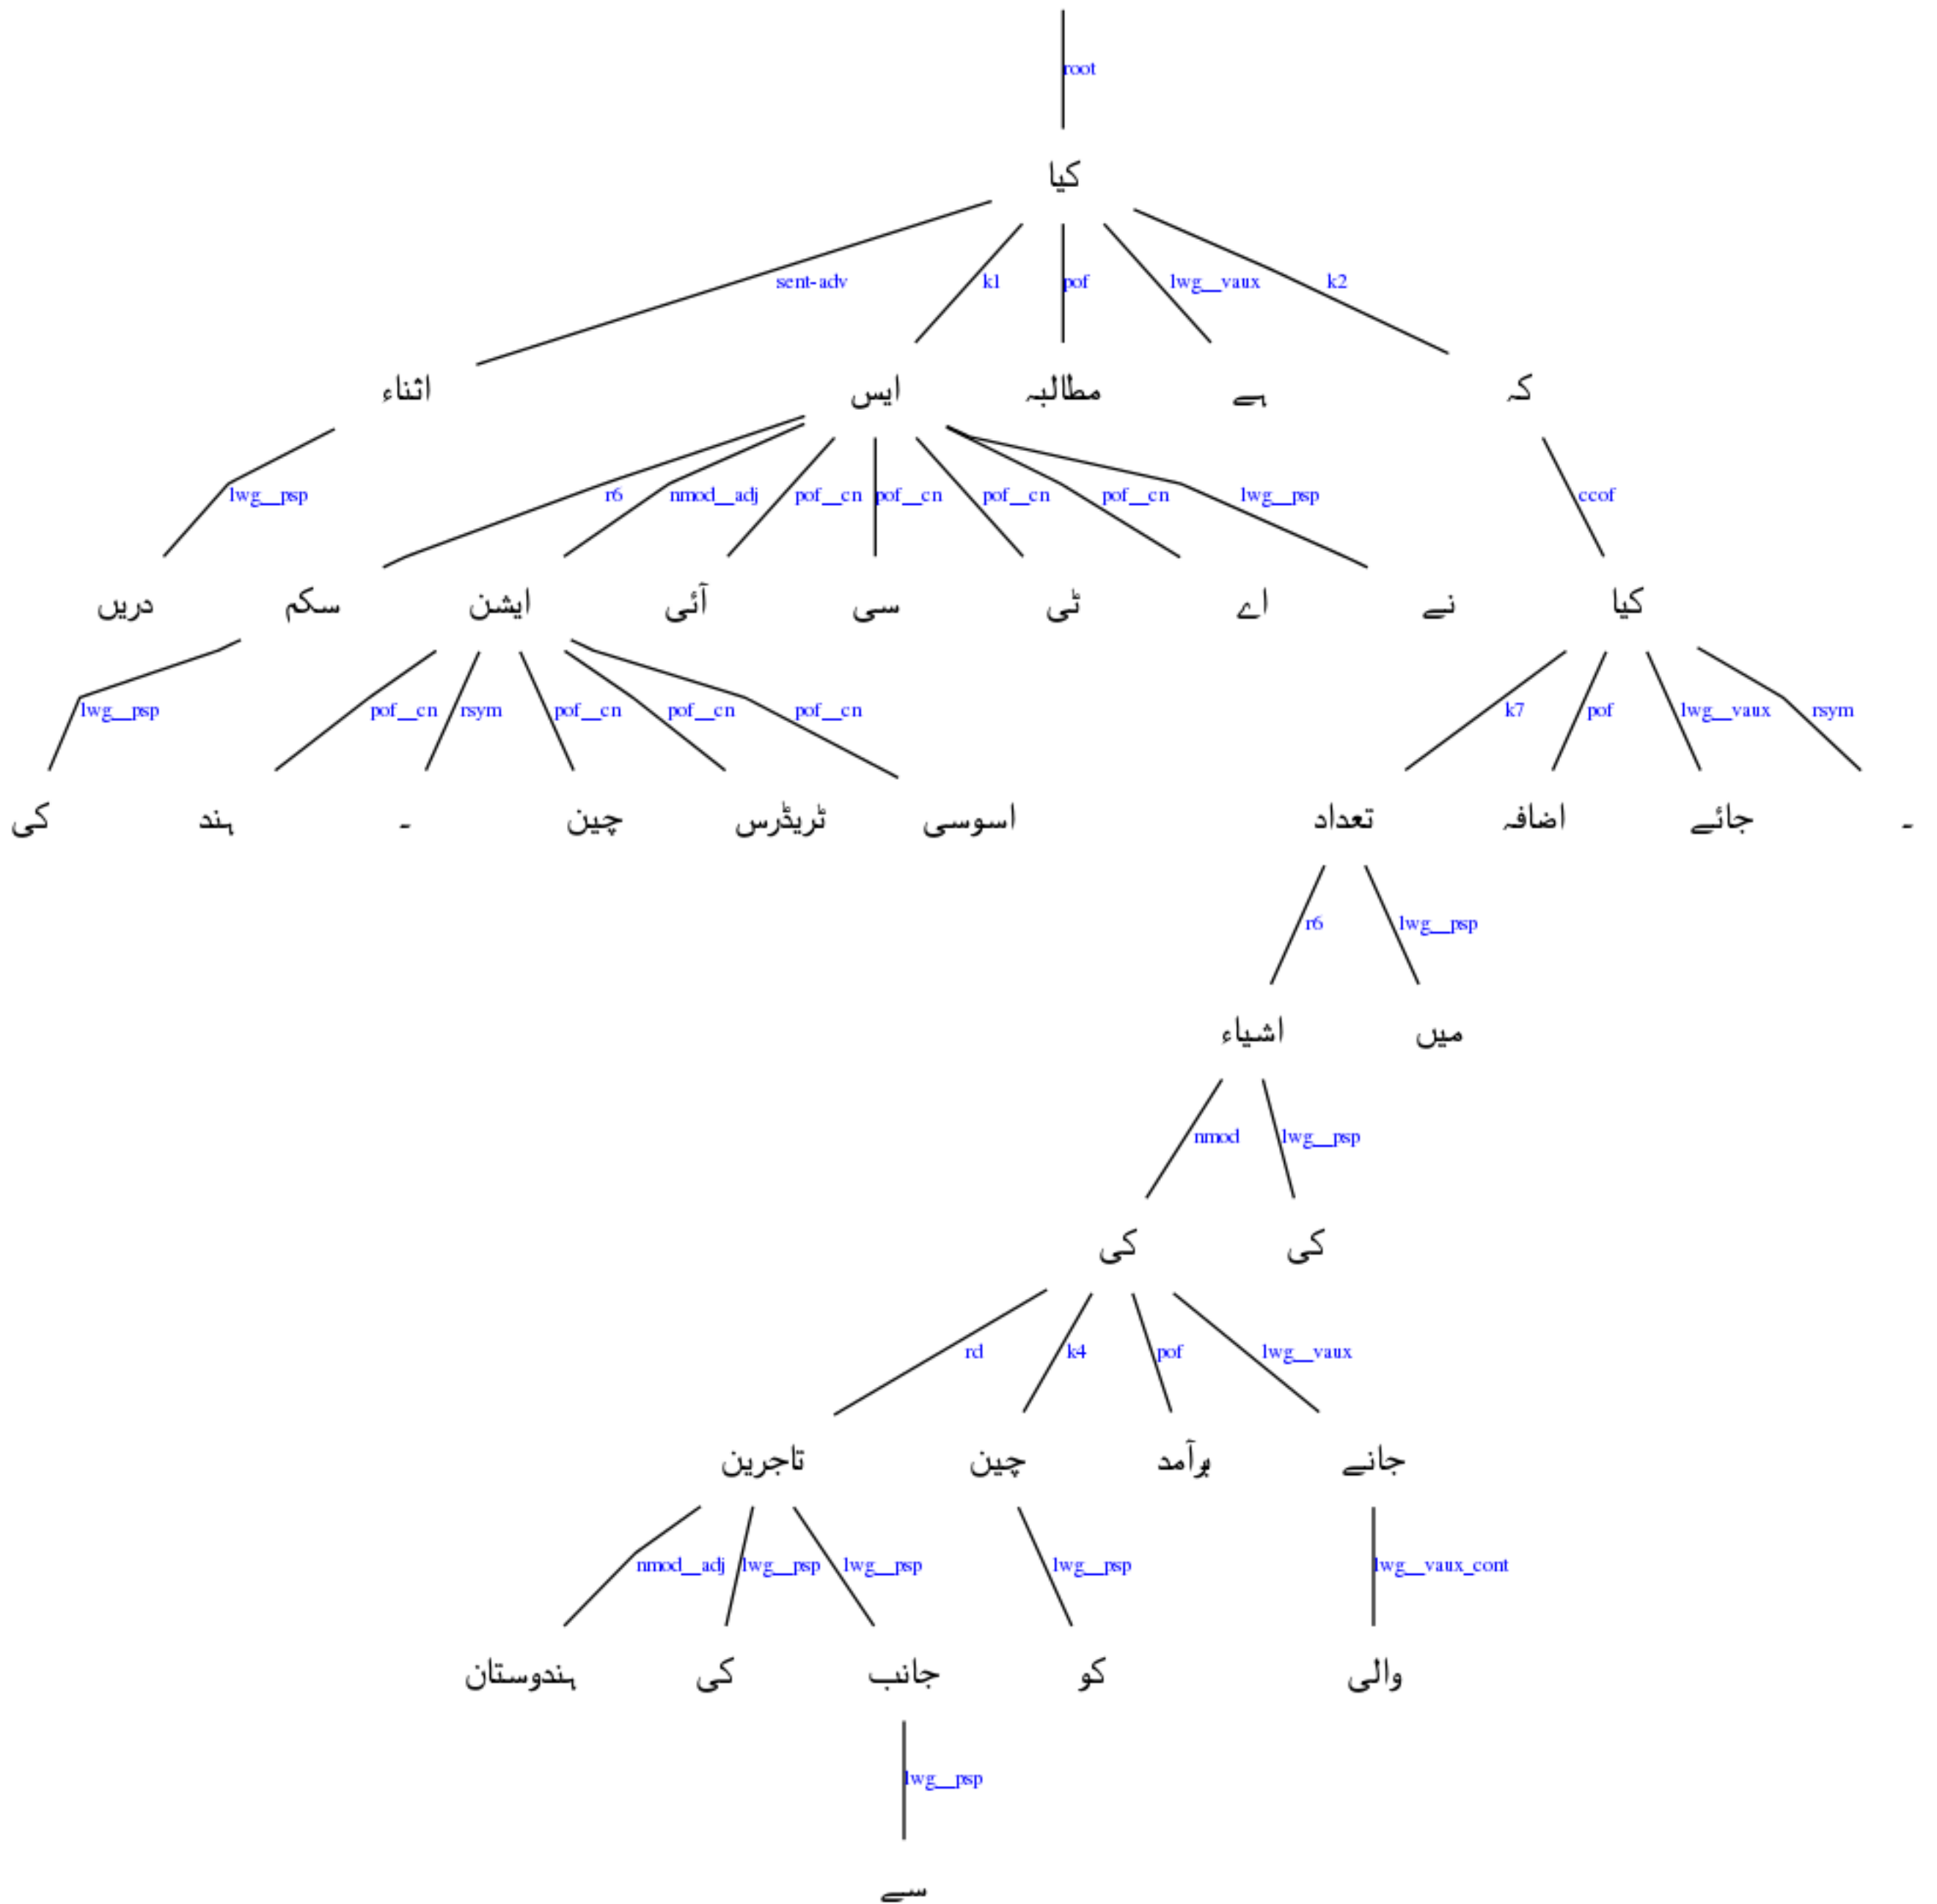 root
کیا
sent-adv k1 pof lwg__vaux k2
اثناء ایس مطالبہ ہے کہ
lwg__psp r6 nmod__adj pof__cn pof__cn pof__cn pof__cn lwg__psp ccof
دریں سکم ایشن آئی سی ٹی اے نے کیا
lwg__psp pof__cn rsym pof__cn pof__cn pof__cn k7 pof lwg__vaux rsym
کی ہند ۔ چین ٹریڈرس اسوسی تعداد اضافہ جائے ۔
r6 lwg__psp
اشیاء میں
nmod lwg__psp
کی کی
rd k4 pof lwg__vaux
تاجرین چین برآمد جانے
nmod__adj lwg__psp lwg__psp lwg__psp lwg__vaux_cont
ہندوستان کی جانب کو والی
lwg__psp
سے